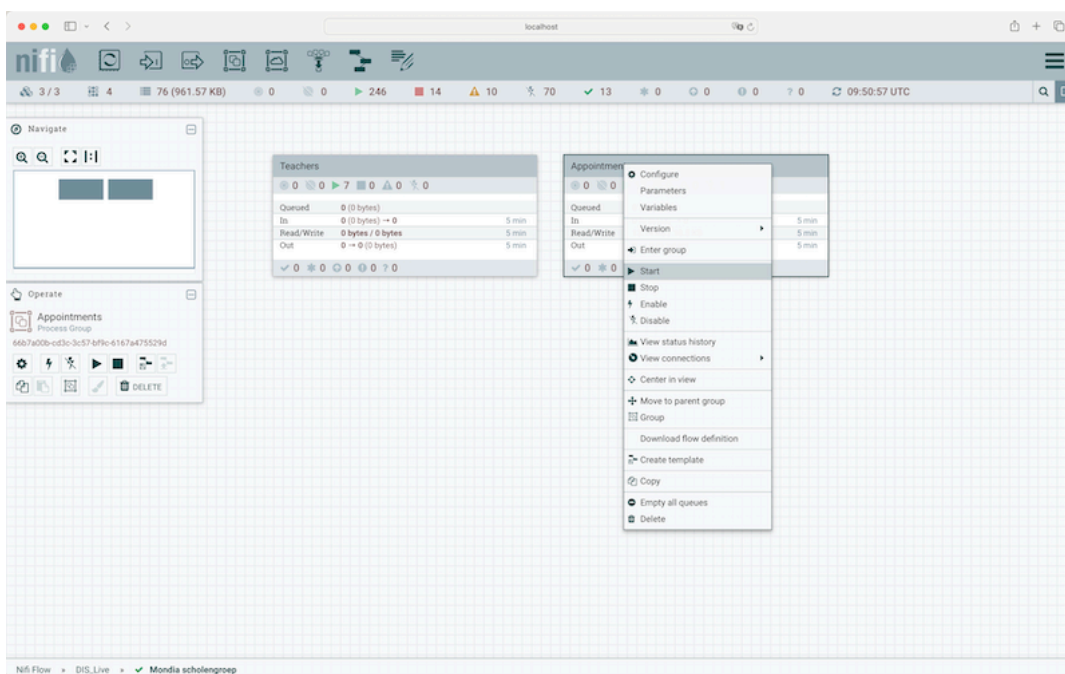 localhost
nifi
3 / 3 4 76 (961.57 KB) 0 0 246 14 10 70 13 0 0 0 ? 0 09:50:57 UTC
Navigate
Operate
Appointments
Process Group
66b7a00b-cd3c-3c57-bf9c-6167a475529d
DELETE
Teachers
0 0 7 0 0 0
Queued 0 (0 bytes)
In 0 (0 bytes) → 0 5 min
Read/Write 0 bytes / 0 bytes 5 min
Out 0 → 0 (0 bytes) 5 min
0 0 0 0 ? 0
Appointmen
0 0
Queued
In 5 min
Read/Write 5 min
Out 5 min
0 0
Configure
Parameters
Variables
Version
Enter group
Start
Stop
Enable
Disable
View status history
View connections
Center in view
Move to parent group
Group
Download flow definition
Create template
Copy
Empty all queues
Delete
Nifi Flow » DIS_Live » Mondia scholengroep